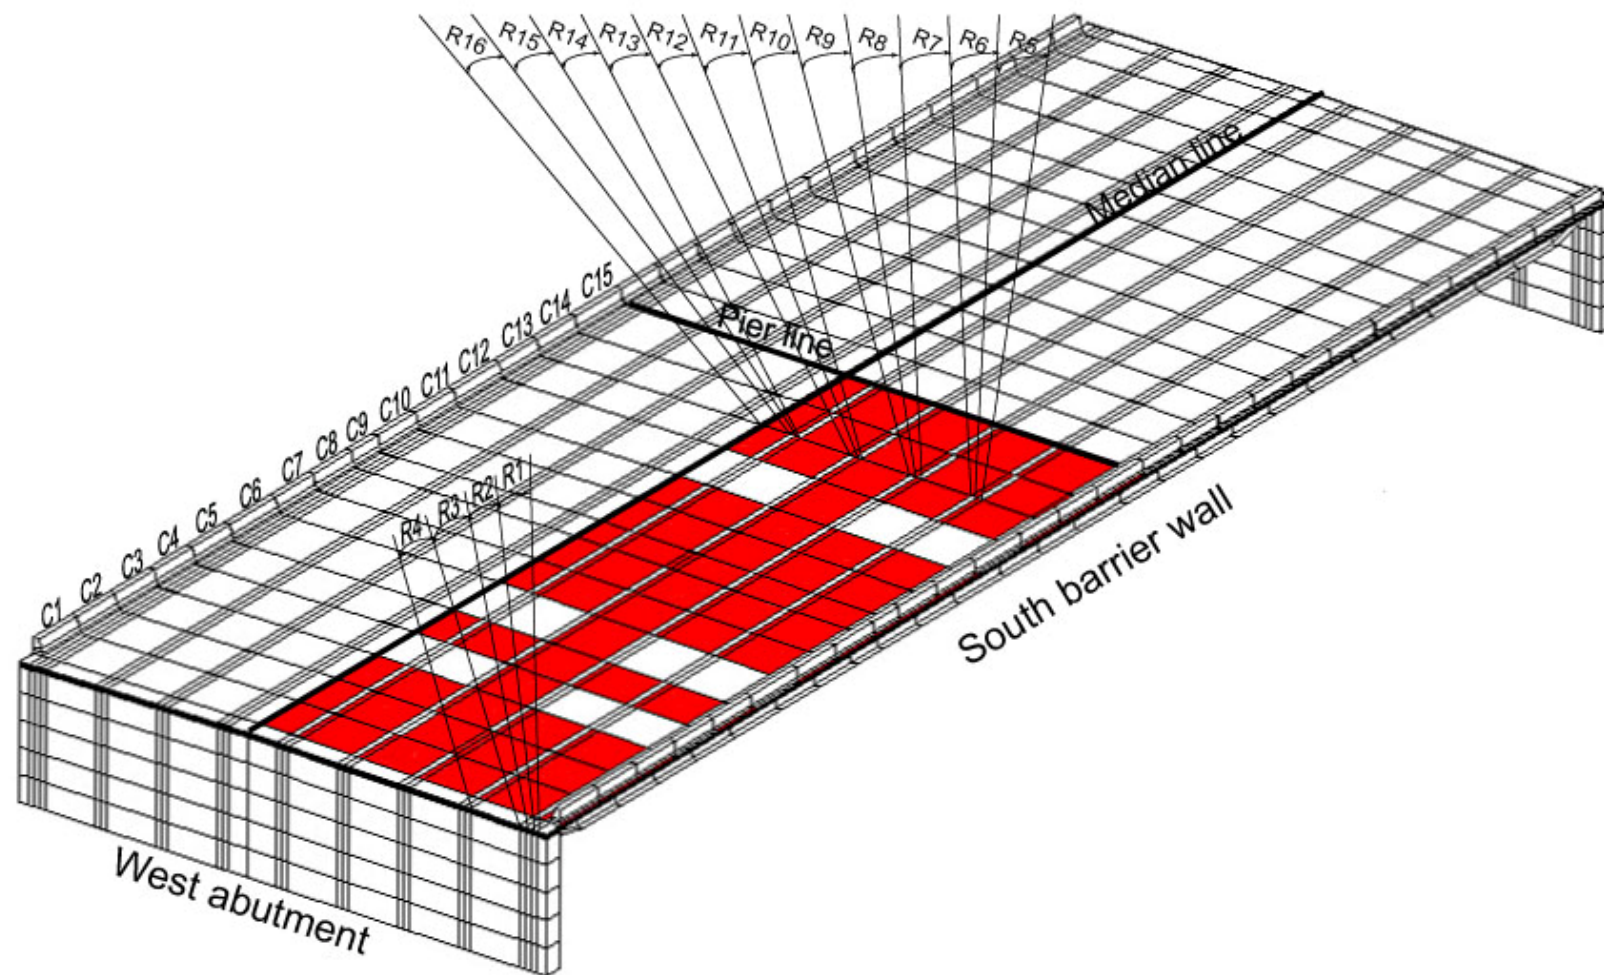 R16 R15 R14 R13 R12 R11 R10 R9 R8 R7 R6 R5
Median line
Pier line
C1 C2 C3 C4 C5 C6 C7 C8 C9 C10 C11 C12 C13 C14 C15
R4 R3 R2 R1
South barrier wall
West abutment